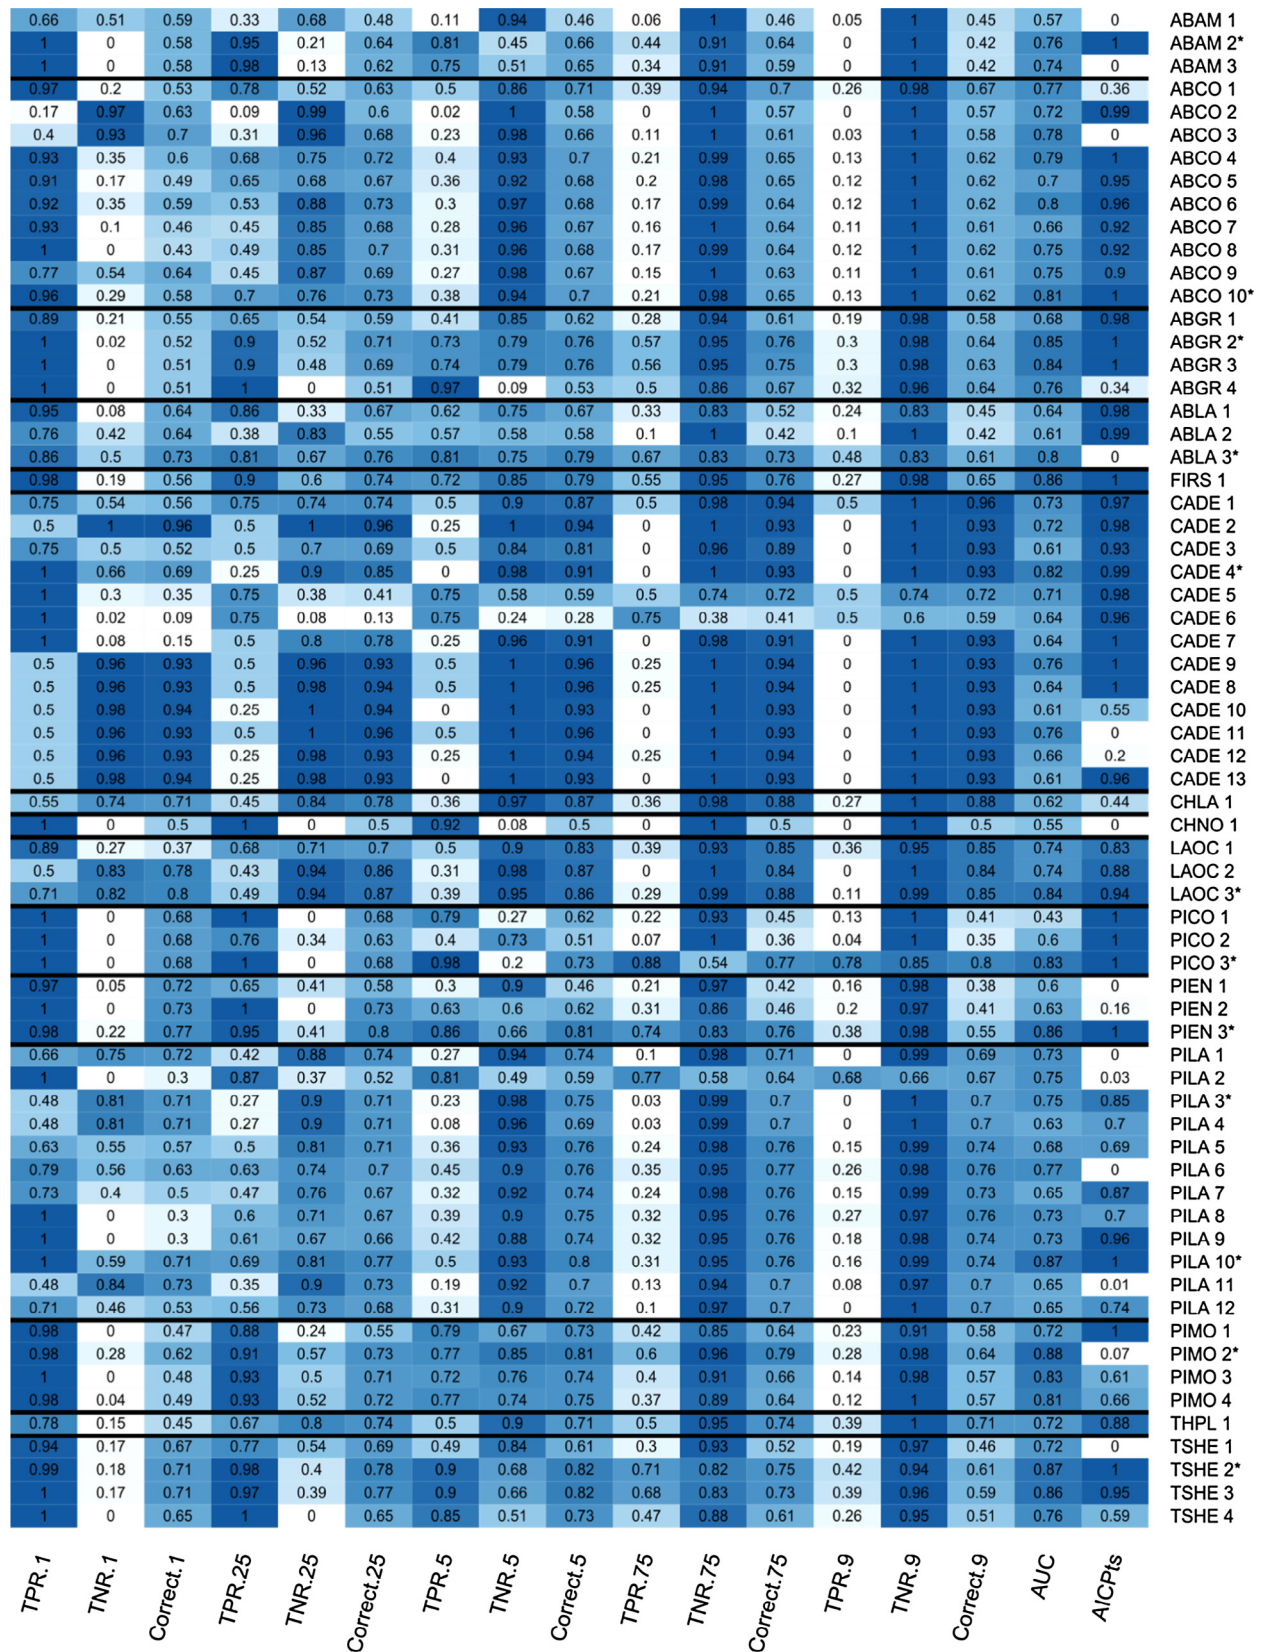 0.66 0.51 0.59 0.33 0.68 0.48 0.11 0.94 0.46 0.06 1 0.46 0.05 1 0.45 0.57 0 ABAM 1
1 0 0.58 0.95 0.21 0.64 0.81 0.45 0.66 0.44 0.91 0.64 0 1 0.42 0.76 1 ABAM 2*
1 0 0.58 0.98 0.13 0.62 0.75 0.51 0.65 0.34 0.91 0.59 0 1 0.42 0.74 0 ABAM 3
0.97 0.2 0.53 0.78 0.52 0.63 0.5 0.86 0.71 0.39 0.94 0.7 0.26 0.98 0.67 0.77 0.36 ABCO 1
0.17 0.97 0.63 0.09 0.99 0.6 0.02 1 0.58 0 1 0.57 0 1 0.57 0.72 0.99 ABCO 2
0.4 0.93 0.7 0.31 0.96 0.68 0.23 0.98 0.66 0.11 1 0.61 0.03 1 0.58 0.78 0 ABCO 3
0.93 0.35 0.6 0.68 0.75 0.72 0.4 0.93 0.7 0.21 0.99 0.65 0.13 1 0.62 0.79 1 ABCO 4
0.91 0.17 0.49 0.65 0.68 0.67 0.36 0.92 0.68 0.2 0.98 0.65 0.12 1 0.62 0.7 0.95 ABCO 5
0.92 0.35 0.59 0.53 0.88 0.73 0.3 0.97 0.68 0.17 0.99 0.64 0.12 1 0.62 0.8 0.96 ABCO 6
0.93 0.1 0.46 0.45 0.85 0.68 0.28 0.96 0.67 0.16 1 0.64 0.11 1 0.61 0.66 0.92 ABCO 7
1 0 0.43 0.49 0.85 0.7 0.31 0.96 0.68 0.17 0.99 0.64 0.12 1 0.62 0.75 0.92 ABCO 8
0.77 0.54 0.64 0.45 0.87 0.69 0.27 0.98 0.67 0.15 1 0.63 0.11 1 0.61 0.75 0.9 ABCO 9
0.96 0.29 0.58 0.7 0.76 0.73 0.38 0.94 0.7 0.21 0.98 0.65 0.13 1 0.62 0.81 1 ABCO 10*
0.89 0.21 0.55 0.65 0.54 0.59 0.41 0.85 0.62 0.28 0.94 0.61 0.19 0.98 0.58 0.68 0.98 ABGR 1
1 0.02 0.52 0.9 0.52 0.71 0.73 0.79 0.76 0.57 0.95 0.76 0.3 0.98 0.64 0.85 1 ABGR 2*
1 0 0.51 0.9 0.48 0.69 0.74 0.79 0.76 0.56 0.95 0.75 0.3 0.98 0.63 0.84 1 ABGR 3
1 0 0.51 1 0 0.51 0.97 0.09 0.53 0.5 0.86 0.67 0.32 0.96 0.64 0.76 0.34 ABGR 4
0.95 0.08 0.64 0.86 0.33 0.67 0.62 0.75 0.67 0.33 0.83 0.52 0.24 0.83 0.45 0.64 0.98 ABLA 1
0.76 0.42 0.64 0.38 0.83 0.55 0.57 0.58 0.58 0.1 1 0.42 0.1 1 0.42 0.61 0.99 ABLA 2
0.86 0.5 0.73 0.81 0.67 0.76 0.81 0.75 0.79 0.67 0.83 0.73 0.48 0.83 0.61 0.8 0 ABLA 3*
0.98 0.19 0.56 0.9 0.6 0.74 0.72 0.85 0.79 0.55 0.95 0.76 0.27 0.98 0.65 0.86 1 FIRS 1
0.75 0.54 0.56 0.75 0.74 0.74 0.5 0.9 0.87 0.5 0.98 0.94 0.5 1 0.96 0.73 0.97 CADE 1
0.5 1 0.96 0.5 1 0.96 0.25 1 0.94 0 1 0.93 0 1 0.93 0.72 0.98 CADE 2
0.75 0.5 0.52 0.5 0.7 0.69 0.5 0.84 0.81 0 0.96 0.89 0 1 0.93 0.61 0.93 CADE 3
1 0.66 0.69 0.25 0.9 0.85 0 0.98 0.91 0 1 0.93 0 1 0.93 0.82 0.99 CADE 4*
1 0.3 0.35 0.75 0.38 0.41 0.75 0.58 0.59 0.5 0.74 0.72 0.5 0.74 0.72 0.71 0.98 CADE 5
1 0.02 0.09 0.75 0.08 0.13 0.75 0.24 0.28 0.75 0.38 0.41 0.5 0.6 0.59 0.64 0.96 CADE 6
1 0.08 0.15 0.5 0.8 0.78 0.25 0.96 0.91 0 0.98 0.91 0 1 0.93 0.64 1 CADE 7
0.5 0.96 0.93 0.5 0.96 0.93 0.5 1 0.96 0.25 1 0.94 0 1 0.93 0.76 1 CADE 9
0.5 0.96 0.93 0.5 0.98 0.94 0.5 1 0.96 0.25 1 0.94 0 1 0.93 0.64 1 CADE 8
0.5 0.98 0.94 0.25 1 0.94 0 1 0.93 0 1 0.93 0 1 0.93 0.61 0.55 CADE 10
0.5 0.96 0.93 0.5 1 0.96 0.5 1 0.96 0 1 0.93 0 1 0.93 0.76 0 CADE 11
0.5 0.96 0.93 0.25 0.98 0.93 0.25 1 0.94 0.25 1 0.94 0 1 0.93 0.66 0.2 CADE 12
0.5 0.98 0.94 0.25 0.98 0.93 0 1 0.93 0 1 0.93 0 1 0.93 0.61 0.96 CADE 13
0.55 0.74 0.71 0.45 0.84 0.78 0.36 0.97 0.87 0.36 0.98 0.88 0.27 1 0.88 0.62 0.44 CHLA 1
1 0 0.5 1 0 0.5 0.92 0.08 0.5 0 1 0.5 0 1 0.5 0.55 0 CHNO 1
0.89 0.27 0.37 0.68 0.71 0.7 0.5 0.9 0.83 0.39 0.93 0.85 0.36 0.95 0.85 0.74 0.83 LAOC 1
0.5 0.83 0.78 0.43 0.94 0.86 0.31 0.95 0.87 0 1 0.84 0 1 0.84 0.74 0.88 LAOC 2
0.71 0.82 0.8 0.49 0.94 0.87 0.39 0.95 0.86 0.29 0.99 0.88 0.11 0.99 0.85 0.84 0.94 LAOC 3*
1 0 0.68 1 0 0.68 0.79 0.27 0.62 0.22 0.93 0.45 0.13 1 0.41 0.43 1 PICO 1
1 0 0.68 0.76 0.34 0.63 0.4 0.73 0.51 0.07 1 0.36 0.04 1 0.35 0.6 1 PICO 2
1 0 0.68 1 0 0.68 0.98 0.2 0.73 0.88 0.54 0.77 0.78 0.85 0.8 0.83 1 PICO 3*
0.97 0.05 0.72 0.65 0.41 0.58 0.3 0.9 0.46 0.21 0.97 0.42 0.16 0.98 0.38 0.6 0 PIEN 1
1 0 0.73 1 0 0.73 0.63 0.6 0.62 0.31 0.86 0.46 0.2 0.97 0.41 0.63 0.16 PIEN 2
0.98 0.22 0.77 0.95 0.41 0.8 0.86 0.66 0.81 0.74 0.83 0.76 0.38 0.98 0.55 0.86 1 PIEN 3*
0.66 0.75 0.72 0.42 0.88 0.74 0.27 0.94 0.74 0.1 0.98 0.71 0 0.99 0.69 0.73 0 PILA 1
1 0 0.3 0.87 0.37 0.52 0.81 0.49 0.59 0.77 0.58 0.64 0.68 0.66 0.67 0.75 0.03 PILA 2
0.48 0.81 0.71 0.27 0.9 0.71 0.23 0.98 0.75 0.03 0.99 0.7 0 1 0.7 0.75 0.85 PILA 3*
0.48 0.81 0.71 0.27 0.9 0.71 0.08 0.96 0.69 0.03 0.99 0.7 0 1 0.7 0.63 0.7 PILA 4
0.63 0.55 0.57 0.5 0.81 0.71 0.36 0.93 0.76 0.24 0.98 0.76 0.15 0.99 0.74 0.68 0.69 PILA 5
0.79 0.56 0.63 0.63 0.74 0.7 0.45 0.9 0.76 0.35 0.95 0.77 0.26 0.98 0.76 0.77 0 PILA 6
0.73 0.4 0.5 0.47 0.76 0.67 0.32 0.92 0.74 0.24 0.98 0.76 0.15 0.99 0.73 0.65 0.87 PILA 7
1 0 0.3 0.6 0.71 0.67 0.39 0.9 0.75 0.32 0.95 0.76 0.27 0.97 0.76 0.73 0.7 PILA 8
1 0 0.3 0.61 0.67 0.66 0.42 0.88 0.74 0.32 0.95 0.76 0.18 0.98 0.74 0.73 0.96 PILA 9
1 0.59 0.71 0.69 0.81 0.77 0.5 0.93 0.8 0.31 0.95 0.76 0.16 0.99 0.74 0.87 1 PILA 10*
0.48 0.84 0.73 0.35 0.9 0.73 0.19 0.92 0.7 0.13 0.94 0.7 0.08 0.97 0.7 0.65 0.01 PILA 11
0.71 0.46 0.53 0.56 0.73 0.68 0.31 0.9 0.72 0.1 0.97 0.7 0 1 0.7 0.65 0.74 PILA 12
0.98 0 0.47 0.88 0.24 0.55 0.79 0.67 0.73 0.42 0.85 0.64 0.23 0.91 0.58 0.72 1 PIMO 1
0.98 0.28 0.62 0.91 0.57 0.73 0.77 0.85 0.81 0.6 0.96 0.79 0.28 0.98 0.64 0.88 0.07 PIMO 2*
1 0 0.48 0.93 0.5 0.71 0.72 0.76 0.74 0.4 0.91 0.66 0.14 0.98 0.57 0.83 0.61 PIMO 3
0.98 0.04 0.49 0.93 0.52 0.72 0.77 0.74 0.75 0.37 0.89 0.64 0.12 1 0.57 0.81 0.66 PIMO 4
0.78 0.15 0.45 0.67 0.8 0.74 0.5 0.9 0.71 0.5 0.95 0.74 0.39 1 0.71 0.72 0.88 THPL 1
0.94 0.17 0.67 0.77 0.54 0.69 0.49 0.84 0.61 0.3 0.93 0.52 0.19 0.97 0.46 0.72 0 TSHE 1
0.99 0.18 0.71 0.98 0.4 0.78 0.9 0.68 0.82 0.71 0.82 0.75 0.42 0.94 0.61 0.87 1 TSHE 2*
1 0.17 0.71 0.97 0.39 0.77 0.9 0.66 0.82 0.68 0.83 0.73 0.39 0.96 0.59 0.86 0.95 TSHE 3
1 0 0.65 1 0 0.65 0.85 0.51 0.73 0.47 0.88 0.61 0.26 0.95 0.51 0.76 0.59 TSHE 4
TPR.1 TNR.1 Correct.1 TPR.25 TNR.25 Correct.25 TPR.5 TNR.5 Correct.5 TPR.75 TNR.75 Correct.75 TPR.9 TNR.9 Correct.9 AUC AICPts